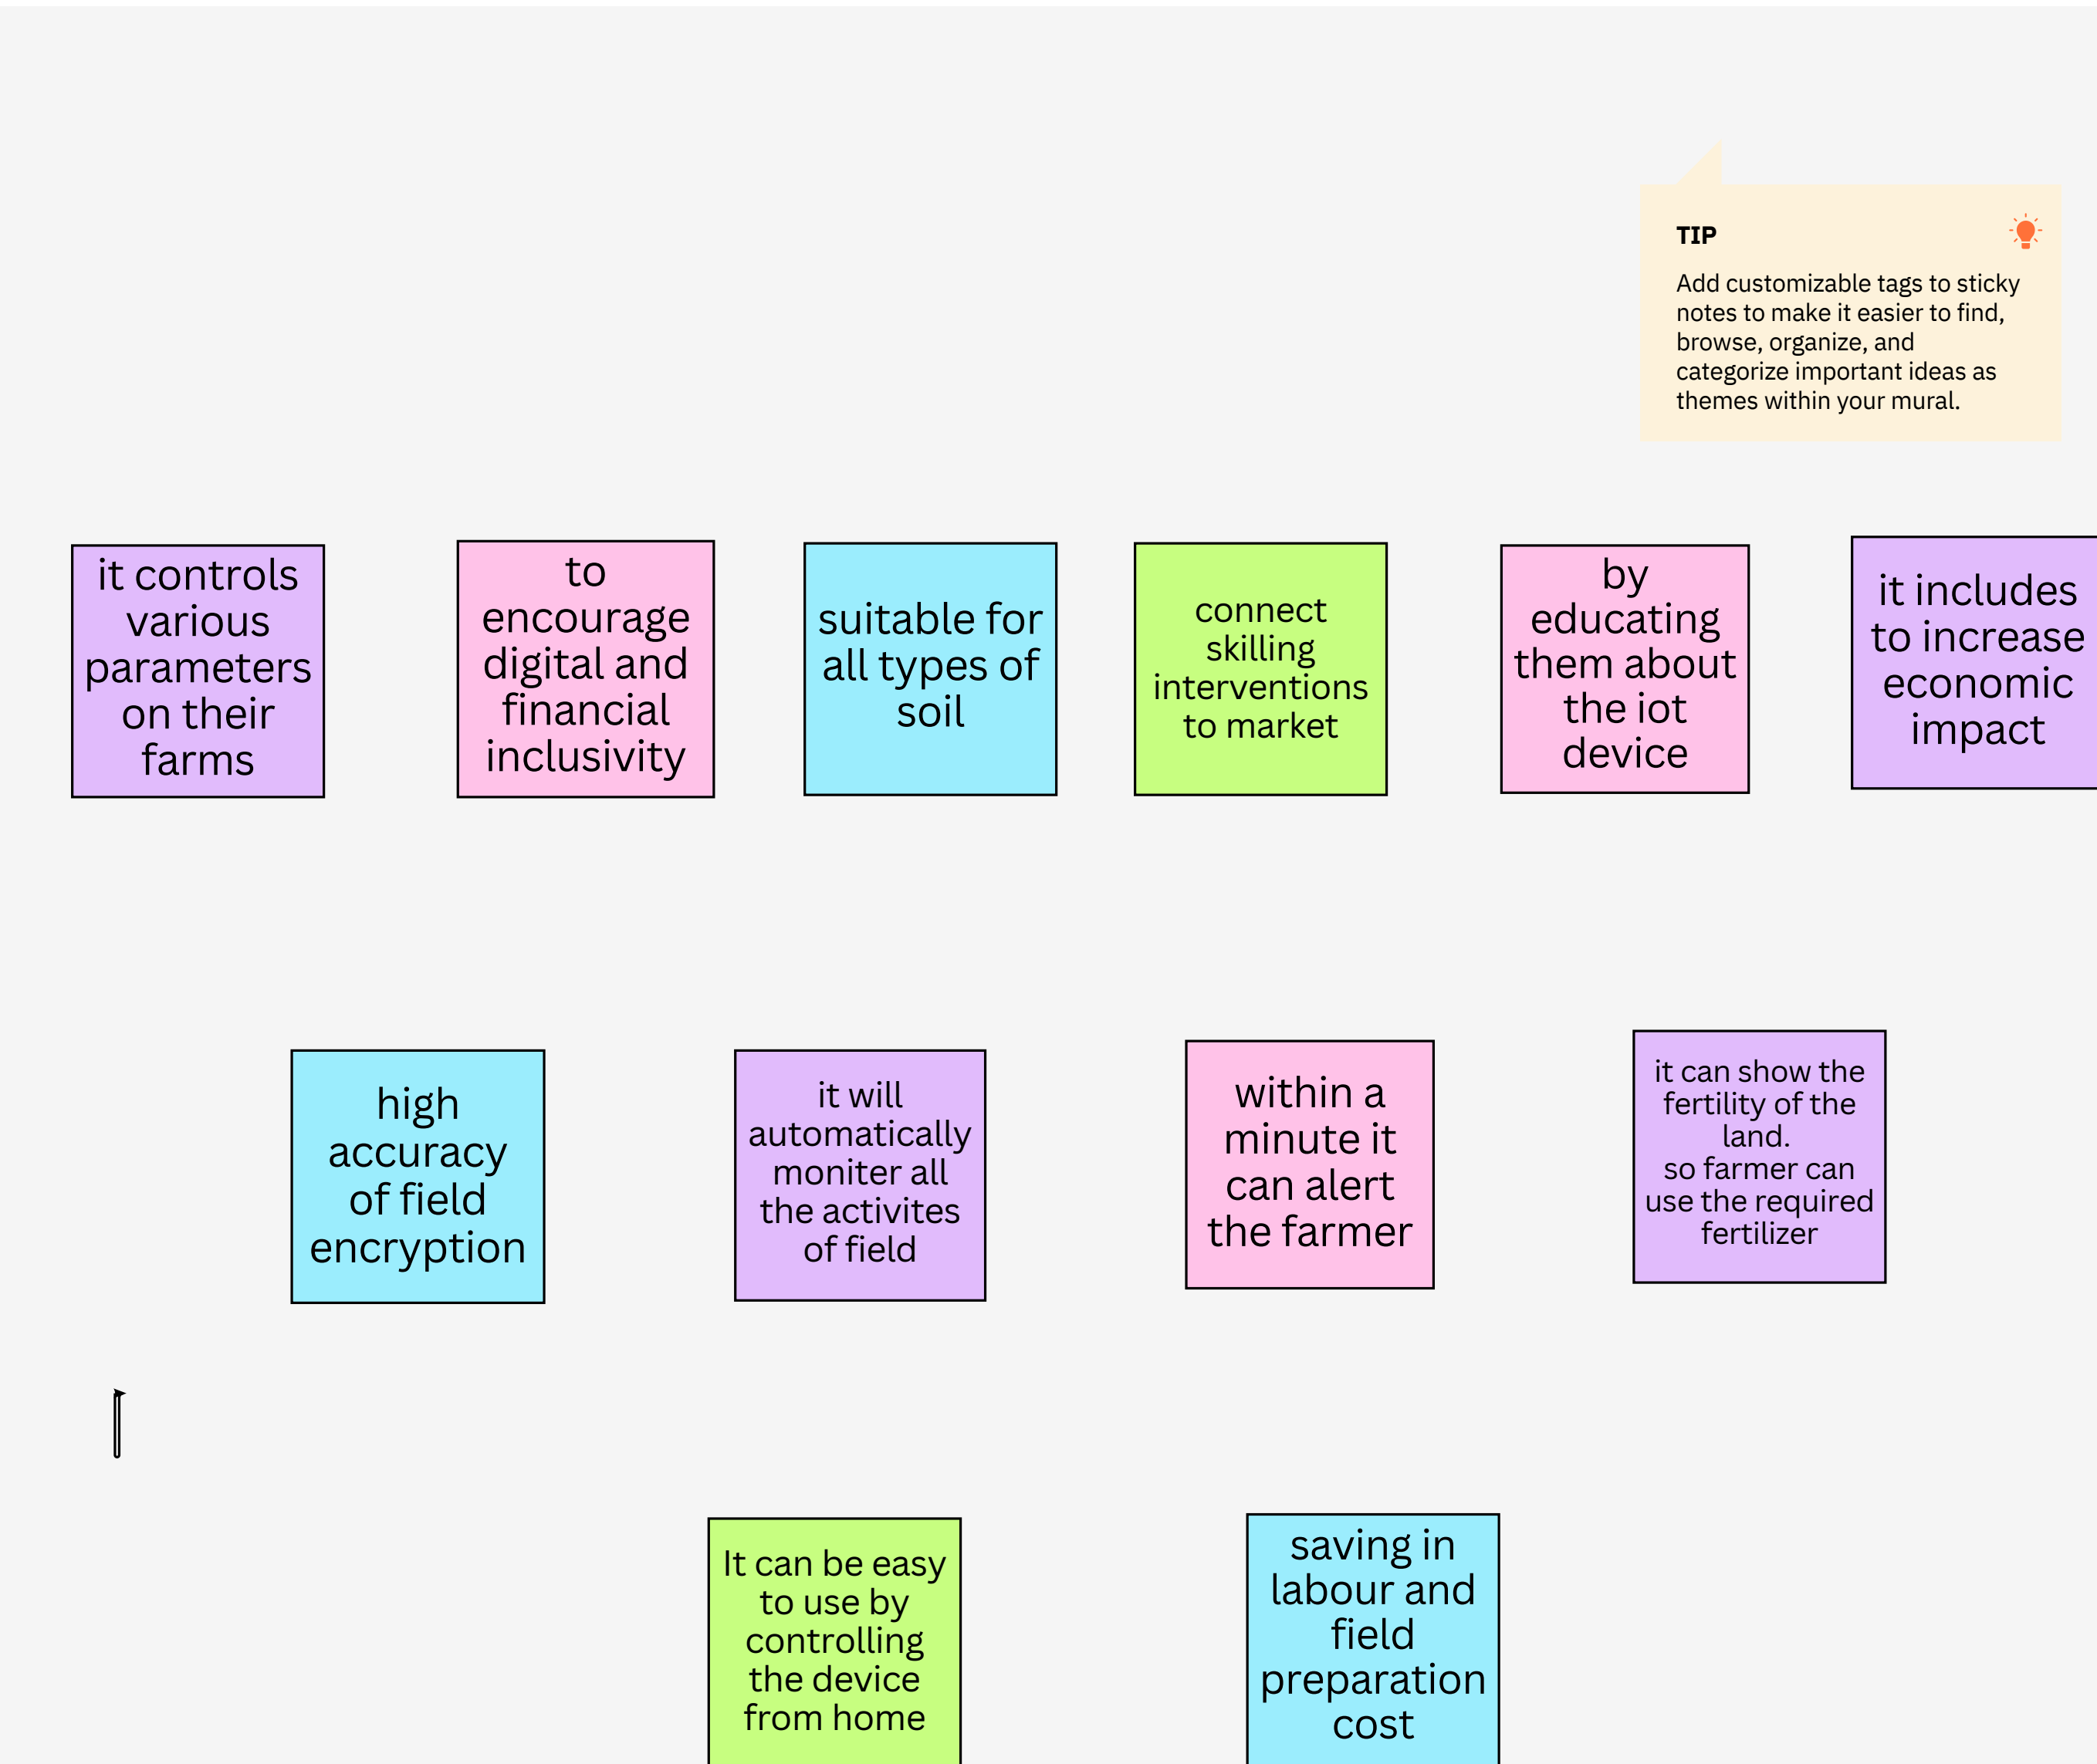 TIP
Add customizable tags to sticky
notes to make it easier to find,
browse, organize, and
categorize important ideas as
themes within your mural.
it controls
various
parameters
on their
farms
to
encourage
digital and
financial
inclusivity
suitable for
all types of
soil
connect
skilling
interventions
to market
by
educating
them about
the iot
device
it includes
to increase
economic
impact
high
accuracy
of field
encryption
it will
automatically
moniter all
the activites
of field
within a
minute it
can alert
the farmer
it can show the
fertility of the
land.
so farmer can
use the required
fertilizer
It can be easy
to use by
controlling
the device
from home
saving in
labour and
field
preparation
cost